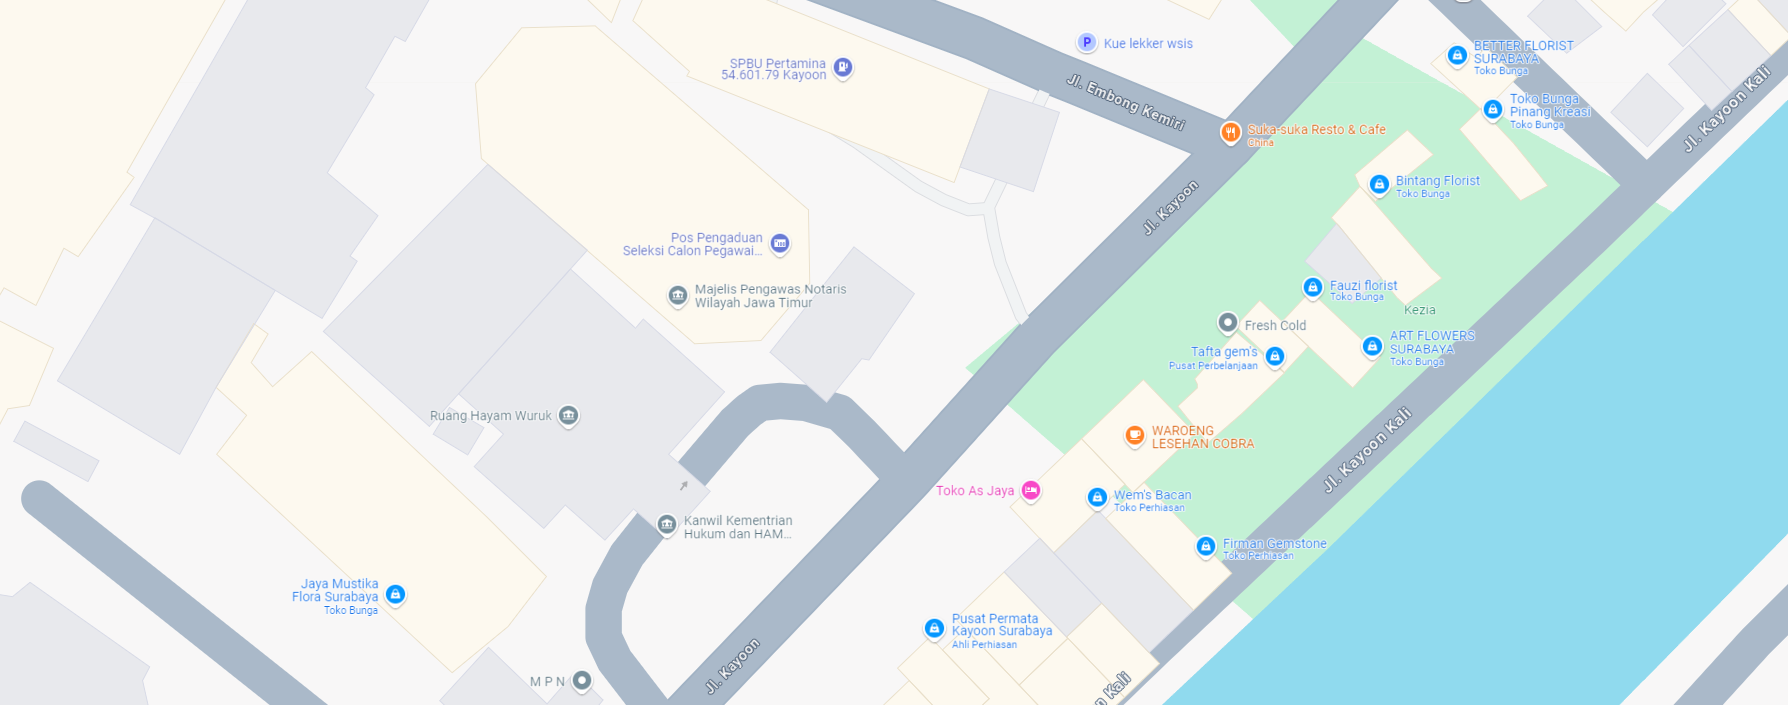 Kue lekker wsis
BETTER FLORIST
SURABAYA
Toko Bunga
SPBU Pertamina
54.601.79 Kayoon
Jl. Embong Kemiri
Toko Bunga
Pinang Kreasi
Toko Bunga
Jl. Kayoon Kali
Suka-suka Resto & Cafe
China
Bintang Florist
Toko Bunga
Jl. Kayoon
Pos Pengaduan
Seleksi Calon Pegawai...
Majelis Pengawas Notaris
Wilayah Jawa Timur
Fauzi florist
Toko Bunga
Kezia
Fresh Cold
ART FLOWERS
SURABAYA
Toko Bunga
Tafta gem's
Pusat Perbelanjaan
Ruang Hayam Wuruk
WAROENG
LESEHAN COBRA
Jl. Kayoon Kali
Toko As Jaya
Wem's Bacan
Toko Perhiasan
Kanwil Kementrian
Hukum dan HAM...
Firman Gemstone
Toko Perhiasan
Jaya Mustika
Flora Surabaya
Toko Bunga
Pusat Permata
Kayoon Surabaya
Ahli Perhiasan
Jl. Kayoon
M P N
n Kali